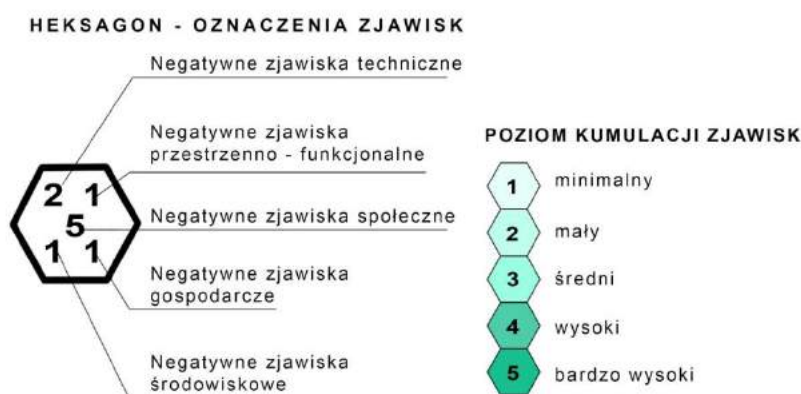 HEKSAGON - OZNACZENIA ZJAWISK
Negatywne zjawiska techniczne
Negatywne zjawiska
przestrzenno - funkcjonalne
Negatywne zjawiska społeczne
Negatywne zjawiska
gospodarcze
Negatywne zjawiska
środowiskowe
2 1
5
1 1
POZIOM KUMULACJI ZJAWISK
1 minimalny
2 mały
3 średni
4 wysoki
5 bardzo wysoki